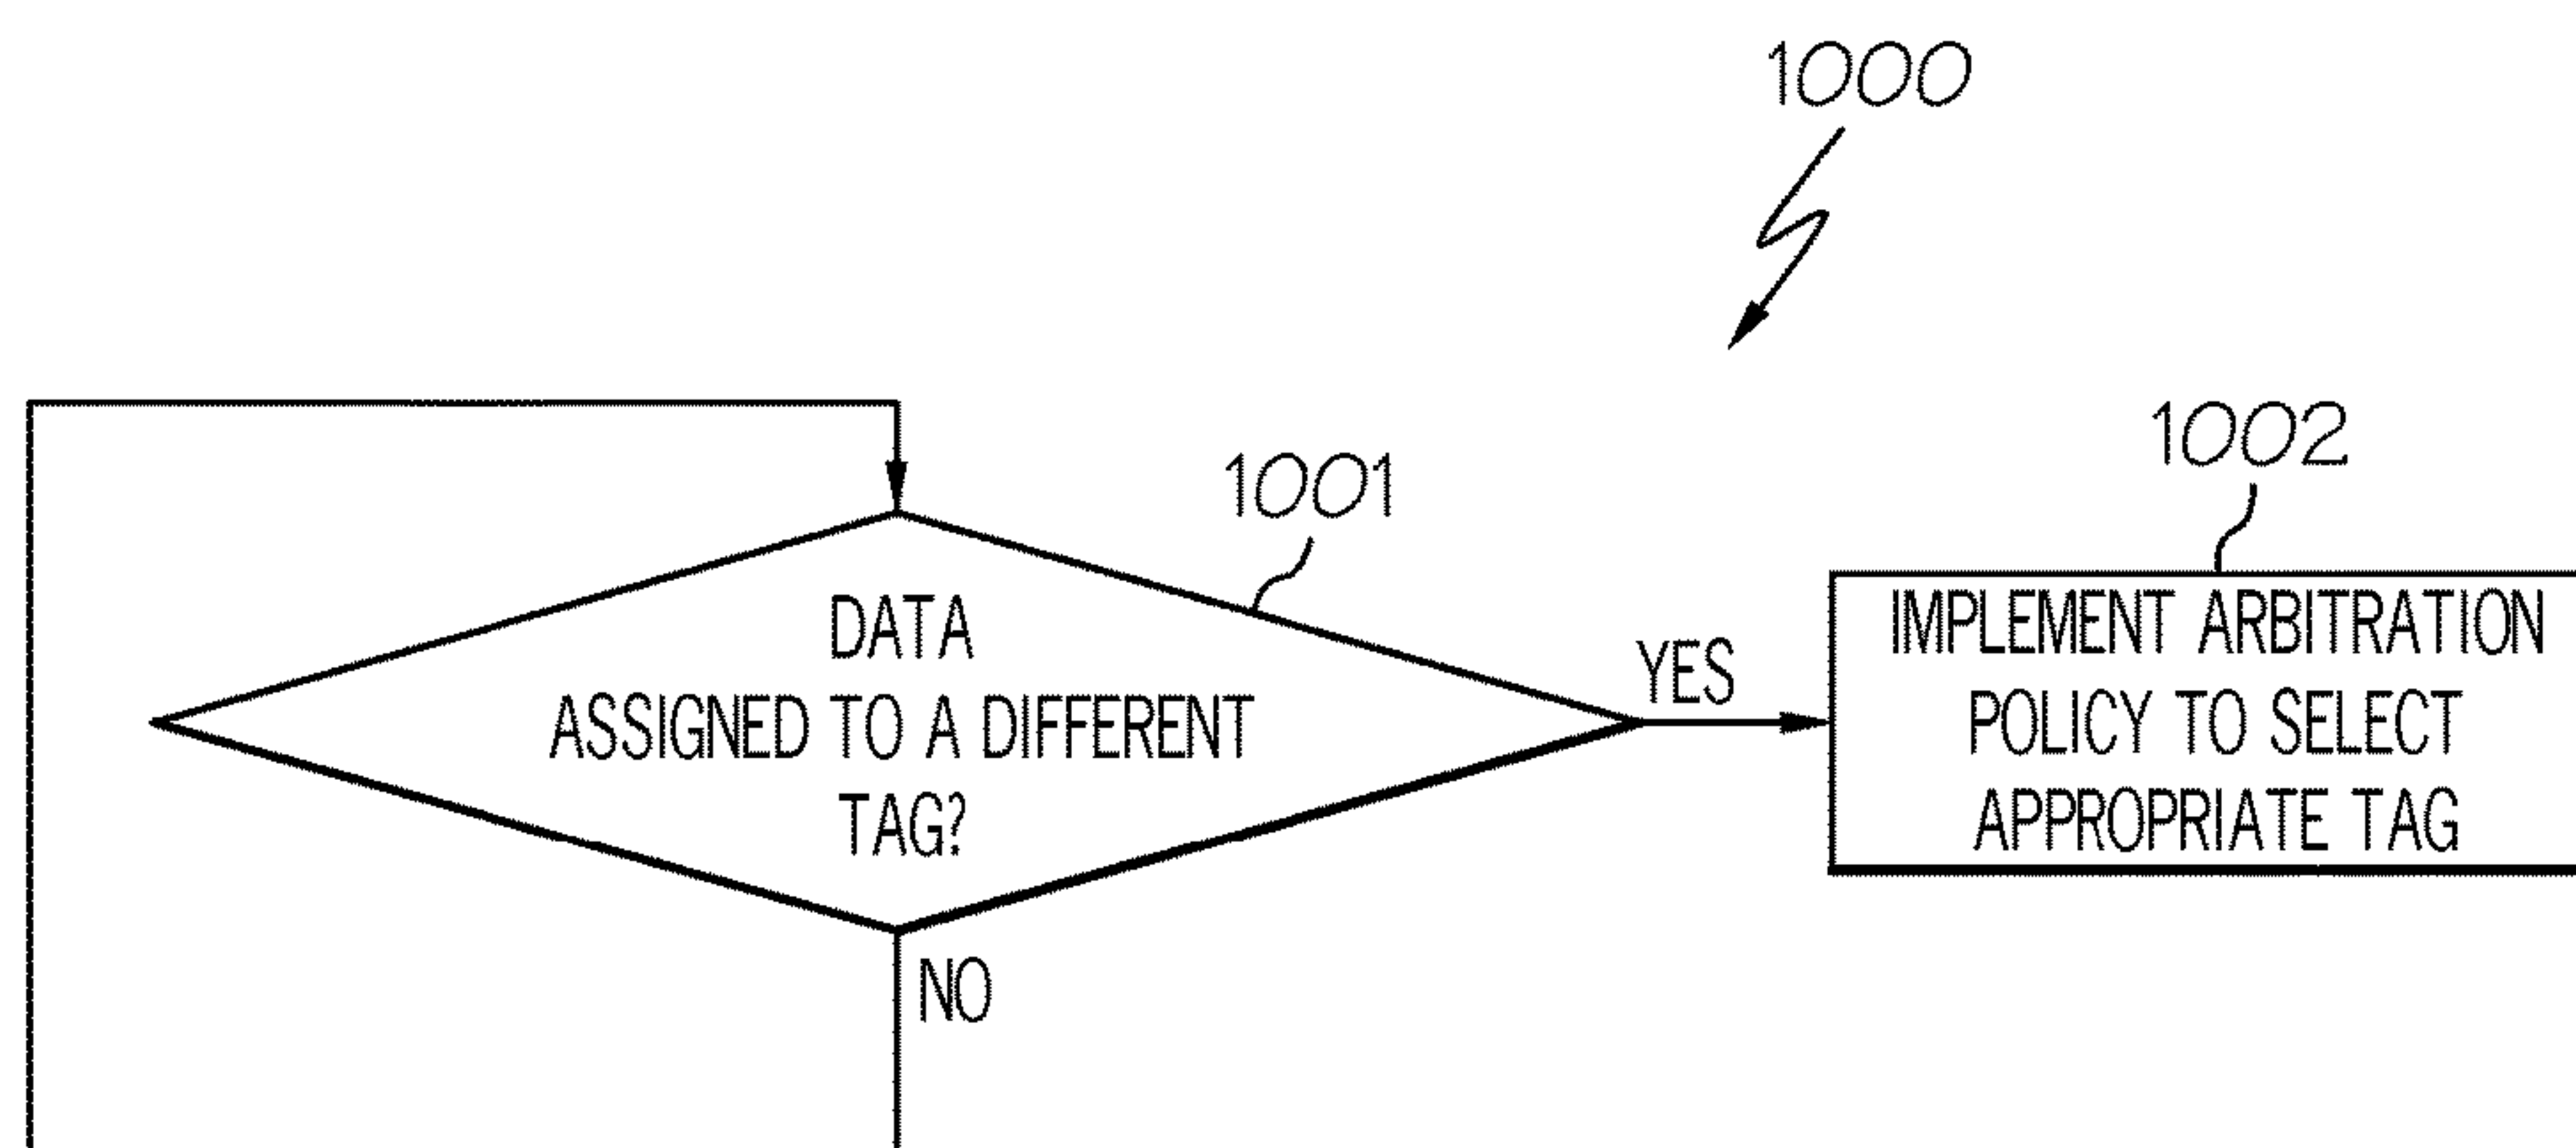 1000
1001
1002
DATA
ASSIGNED TO A DIFFERENT
TAG?
YES
IMPLEMENT ARBITRATION
POLICY TO SELECT
APPROPRIATE TAG
NO